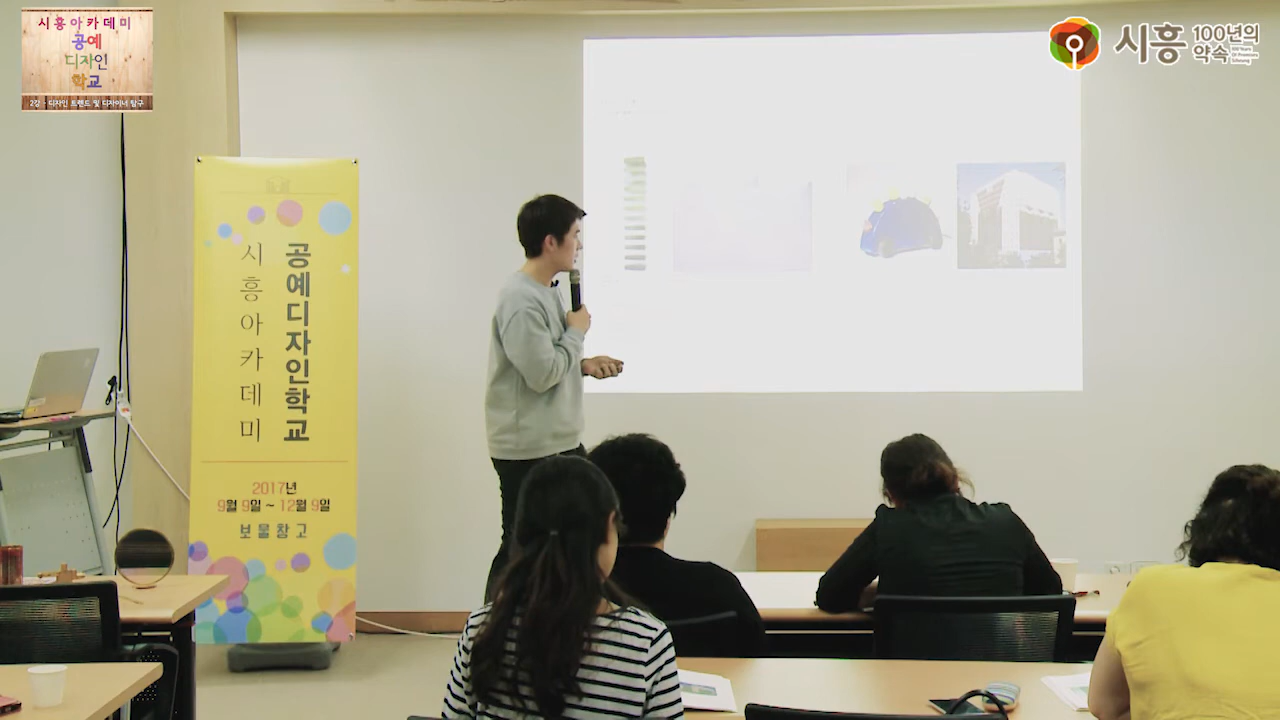 시흥아카데미
공예
디자인
학교
2강 - 디자인 트렌드 및 디자이너 탐구
시흥
100년의
약속
공예디자인학교
시흥아카데미
2017년
9월 9일 ~ 12월 9일
보물창고